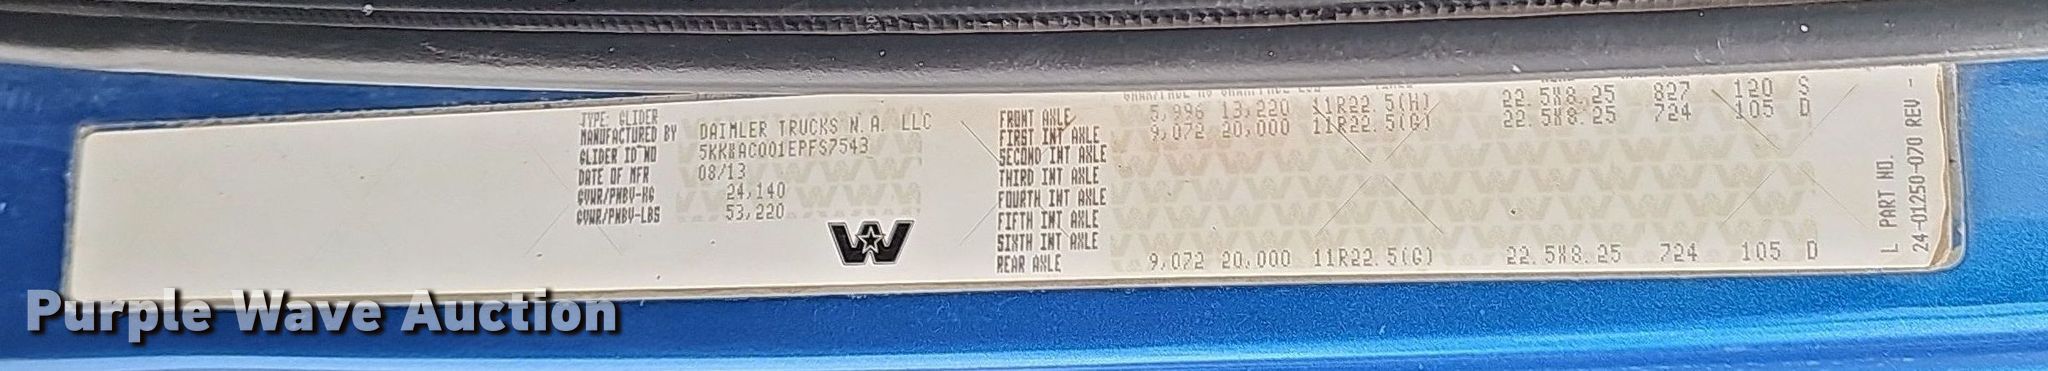 TYPE: GLIDER
MANUFACTURED BY DAIMLER TRUCKS N.A. LLC
GLIDER ID NO 5KKHAC001EPFS7543
DATE OF MFR 08/13
GVWR/PNBV-KG 24,140
GVWR/PNBV-LBS 53,220
FRONT AXLE 5,996 13,220 11R22.5(H) 22.5X8.25 827 120 S
FIRST INT AXLE 9,072 20,000 11R22.5(G) 22.5X8.25 724 105 D
SECOND INT AXLE
THIRD INT AXLE
FOURTH INT AXLE
FIFTH INT AXLE
SIXTH INT AXLE
REAR AXLE 9,072 20,000 11R22.5(G) 22.5X8.25 724 105 D
L PART NO.
24-01250-070 REV -
Purple Wave Auction